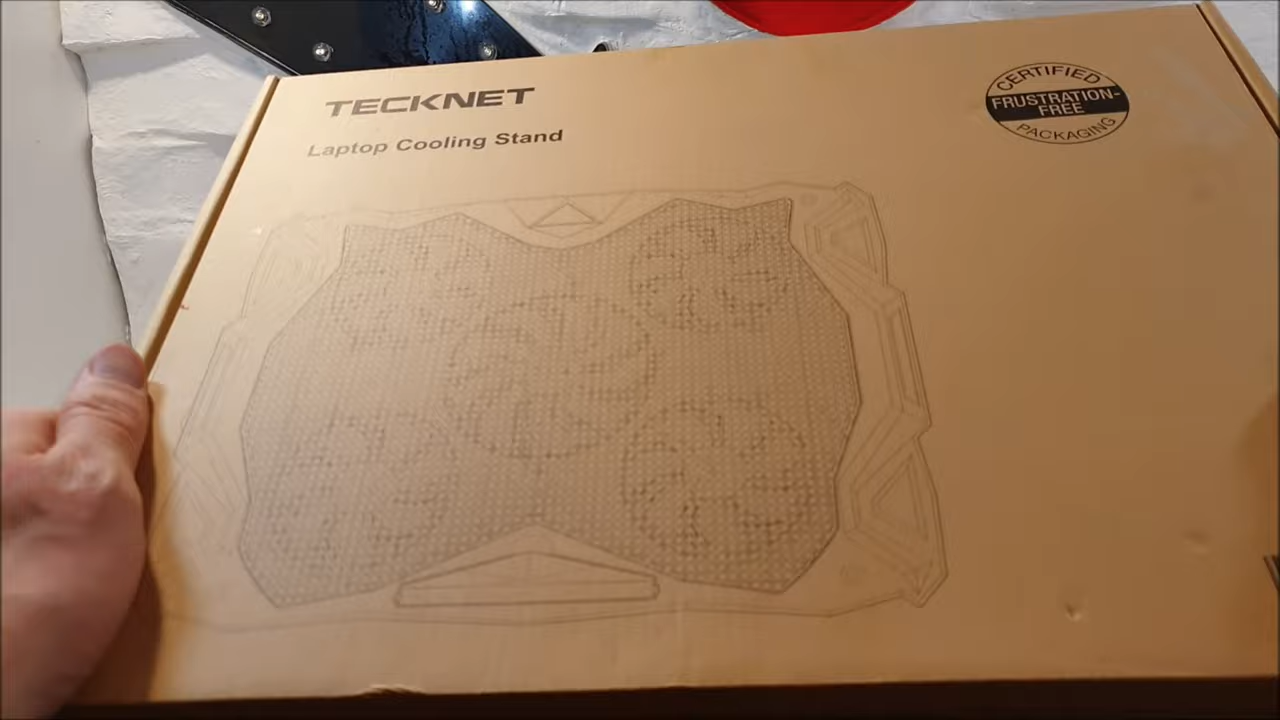 TECKNET
Laptop Cooling Stand
CERTIFIED
FRUSTRATION-
FREE
PACKAGING